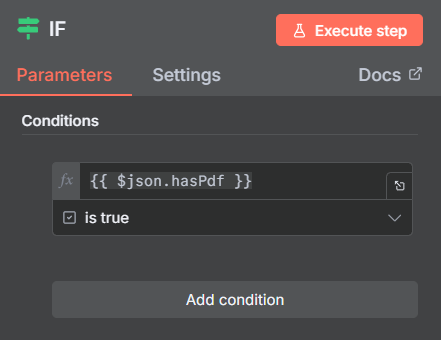 IF
Execute step
Parameters
Settings
Docs
Conditions
fx
{{ $json.hasPdf }}
is true
Add condition